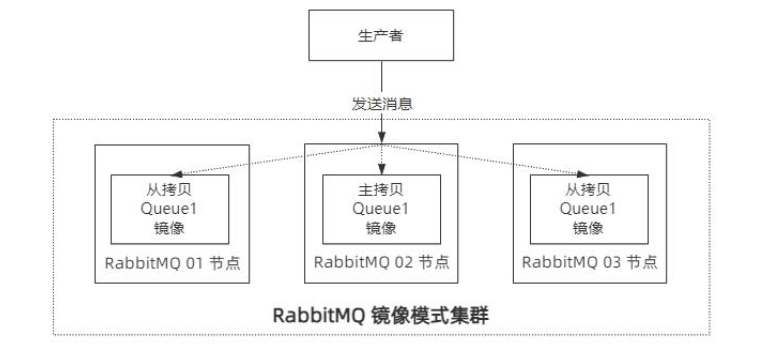 生产者
发送消息
从拷贝
Queue1
镜像
RabbitMQ 01 节点
主拷贝
Queue1
镜像
RabbitMQ 02 节点
从拷贝
Queue1
镜像
RabbitMQ 03 节点
RabbitMQ 镜像模式集群